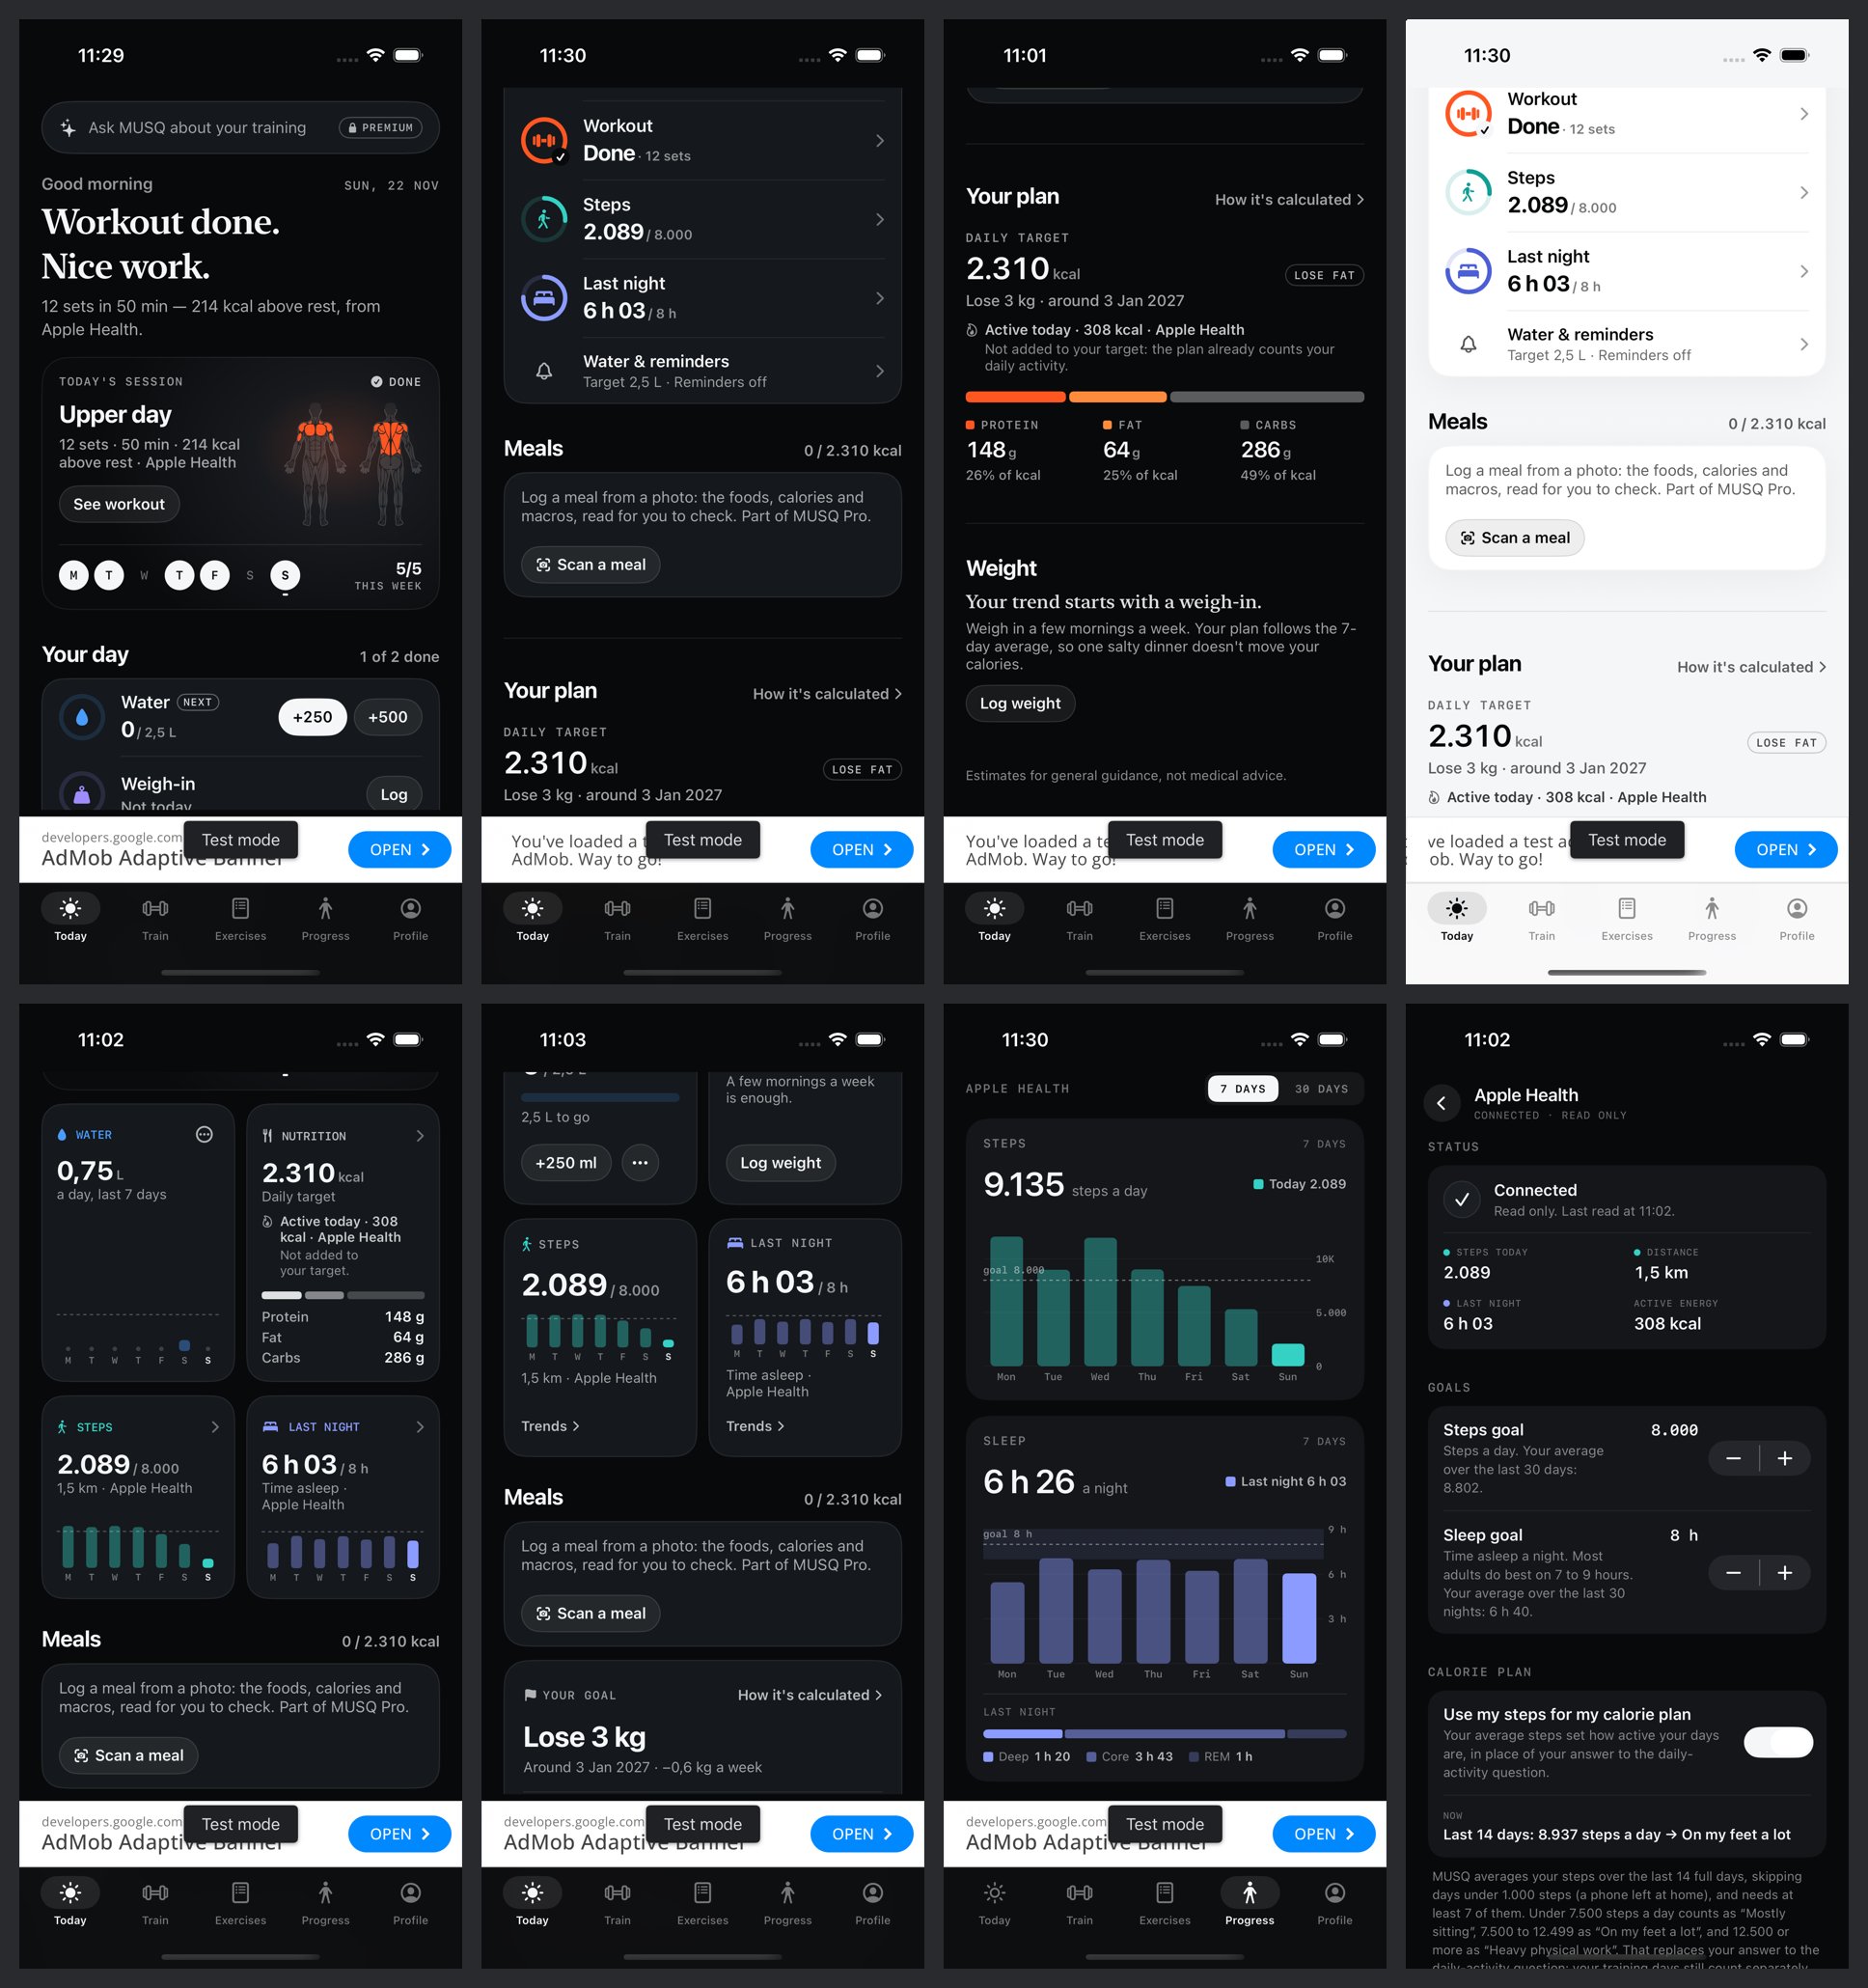 11:29
Ask MUSQ about your training
PREMIUM
Good morning
SUN, 22 NOV
Workout done.
Nice work.
12 sets in 50 min — 214 kcal above rest, from
Apple Health.
TODAY'S SESSION
DONE
Upper day
12 sets · 50 min · 214 kcal
above rest · Apple Health
See workout
M T W T F S S
5/5
THIS WEEK
Your day
1 of 2 done
Water NEXT
0 / 2,5 L
+250
+500
Weigh-in
Not today
Log
developers.google.com
AdMob Adaptive Banner
Test mode
OPEN
Today
Train
Exercises
Progress
Profile
11:30
Workout
Done · 12 sets
Steps
2.089 / 8.000
Last night
6 h 03 / 8 h
Water & reminders
Target 2,5 L · Reminders off
Meals
0 / 2.310 kcal
Log a meal from a photo: the foods, calories and
macros, read for you to check. Part of MUSQ Pro.
Scan a meal
Your plan
How it's calculated
DAILY TARGET
2.310 kcal
LOSE FAT
Lose 3 kg · around 3 Jan 2027
You've loaded a
AdMob. Way to go!
Test mode
OPEN
Today
Train
Exercises
Progress
Profile
11:01
Your plan
How it's calculated
DAILY TARGET
2.310 kcal
LOSE FAT
Lose 3 kg · around 3 Jan 2027
Active today · 308 kcal · Apple Health
Not added to your target: the plan already counts your
daily activity.
PROTEIN
148 g
26% of kcal
FAT
64 g
25% of kcal
CARBS
286 g
49% of kcal
Weight
Your trend starts with a weigh-in.
Weigh in a few mornings a week. Your plan follows the 7-
day average, so one salty dinner doesn't move your
calories.
Log weight
Estimates for general guidance, not medical advice.
You've loaded a
AdMob. Way to go!
Test mode
OPEN
Today
Train
Exercises
Progress
Profile
11:30
Workout
Done · 12 sets
Steps
2.089 / 8.000
Last night
6 h 03 / 8 h
Water & reminders
Target 2,5 L · Reminders off
Meals
0 / 2.310 kcal
Log a meal from a photo: the foods, calories and
macros, read for you to check. Part of MUSQ Pro.
Scan a meal
Your plan
How it's calculated
DAILY TARGET
2.310 kcal
LOSE FAT
Lose 3 kg · around 3 Jan 2027
Active today · 308 kcal · Apple Health
ve loaded a test
ob. Way to go!
Test mode
OPEN
Today
Train
Exercises
Progress
Profile
11:02
WATER
0,75 L
a day, last 7 days
M T W T F S S
NUTRITION
2.310 kcal
Daily target
Active today · 308
kcal · Apple Health
Not added to
your target.
Protein 148 g
Fat 64 g
Carbs 286 g
STEPS
2.089 / 8.000
1,5 km · Apple Health
M T W T F S S
LAST NIGHT
6 h 03 / 8 h
Time asleep ·
Apple Health
M T W T F S S
Meals
0 / 2.310 kcal
Log a meal from a photo: the foods, calories and
macros, read for you to check. Part of MUSQ Pro.
Scan a meal
developers.google.com
AdMob Adaptive Banner
Test mode
OPEN
Today
Train
Exercises
Progress
Profile
11:03
2,5 L to go
+250 ml
A few mornings a week
is enough.
Log weight
STEPS
2.089 / 8.000
M T W T F S S
1,5 km · Apple Health
Trends
LAST NIGHT
6 h 03 / 8 h
M T W T F S S
Time asleep ·
Apple Health
Trends
Meals
0 / 2.310 kcal
Log a meal from a photo: the foods, calories and
macros, read for you to check. Part of MUSQ Pro.
Scan a meal
YOUR GOAL
How it's calculated
Lose 3 kg
Around 3 Jan 2027 · −0,6 kg a week
developers.google.com
AdMob Adaptive Banner
Test mode
OPEN
Today
Train
Exercises
Progress
Profile
11:30
APPLE HEALTH
7 DAYS
30 DAYS
STEPS
7 DAYS
9.135 steps a day
Today 2.089
goal 8.000
10K
5.000
0
Mon Tue Wed Thu Fri Sat Sun
SLEEP
7 DAYS
6 h 26 a night
Last night 6 h 03
goal 8 h
9 h
6 h
3 h
Mon Tue Wed Thu Fri Sat Sun
LAST NIGHT
Deep 1 h 20
Core 3 h 43
REM 1 h
developers.google.com
AdMob Adaptive Banner
Test mode
OPEN
Today
Train
Exercises
Progress
Profile
11:02
Apple Health
CONNECTED · READ ONLY
STATUS
Connected
Read only. Last read at 11:02.
STEPS TODAY
2.089
DISTANCE
1,5 km
LAST NIGHT
6 h 03
ACTIVE ENERGY
308 kcal
GOALS
Steps goal
8.000
Steps a day. Your average
over the last 30 days:
8.802.
Sleep goal
8 h
Time asleep a night. Most
adults do best on 7 to 9 hours.
Your average over the last 30
nights: 6 h 40.
CALORIE PLAN
Use my steps for my calorie plan
Your average steps set how active your days
are, in place of your answer to the daily-
activity question.
NOW
Last 14 days: 8.937 steps a day → On my feet a lot
MUSQ averages your steps over the last 14 full days, skipping
days under 1.000 steps (a phone left at home), and needs at
least 7 of them. Under 7.500 steps a day counts as “Mostly
sitting”, 7.500 to 12.499 as “On my feet a lot”, and 12.500 or
more as “Heavy physical work”. That replaces your answer to the
daily-activity question; your training days still count separately